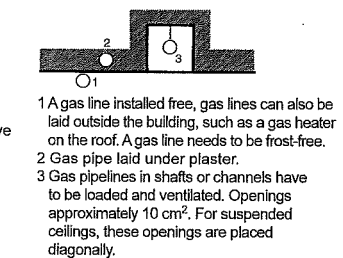 2
3
1
1 A gas line installed free, gas lines can also be
laid outside the building, such as a gas heater
ve
on the roof. A gas line needs to be frost-free.
2 Gas pipe laid under plaster.
3 Gas pipelines in shafts or channels have
to be loaded and ventilated. Openings
approximately 10 cm². For suspended
ceilings, these openings are placed
diagonally.